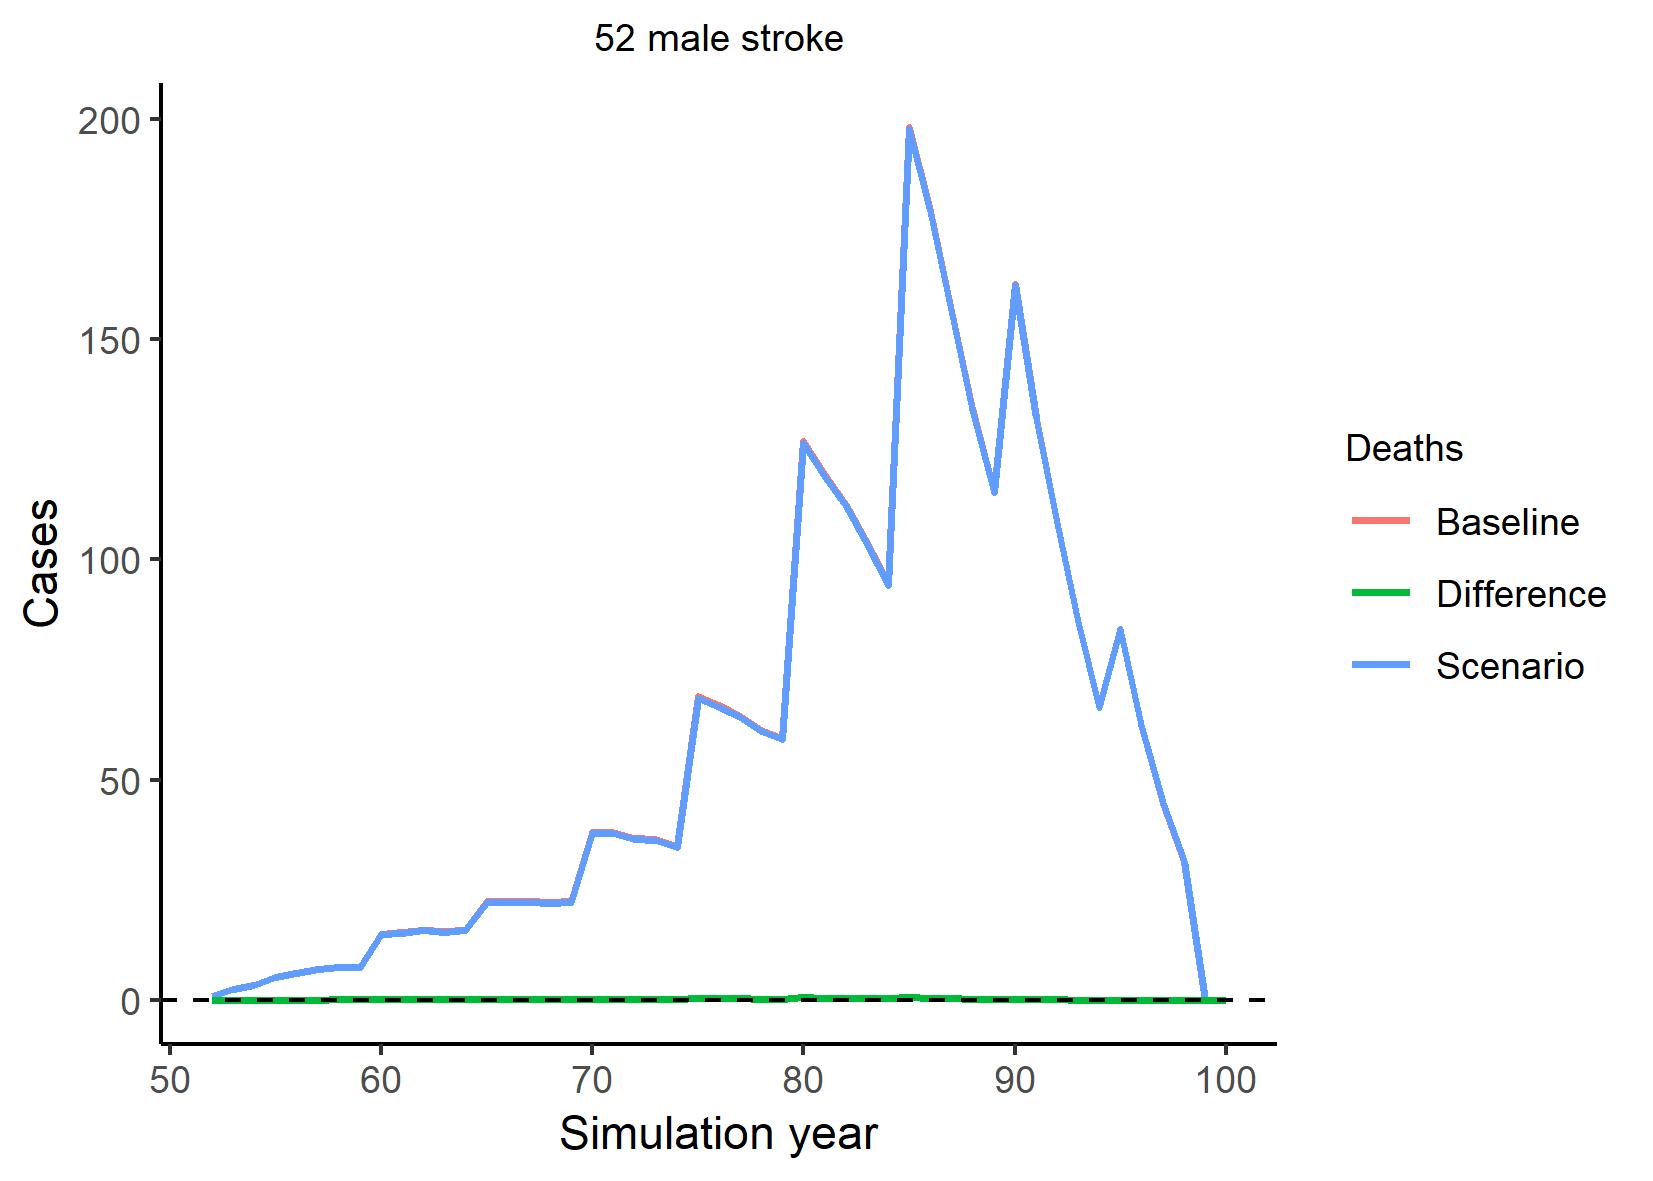 52 male stroke
200
150
100
50
0
Cases
50 60 70 80 90 100
Simulation year
Deaths
Baseline
Difference
Scenario